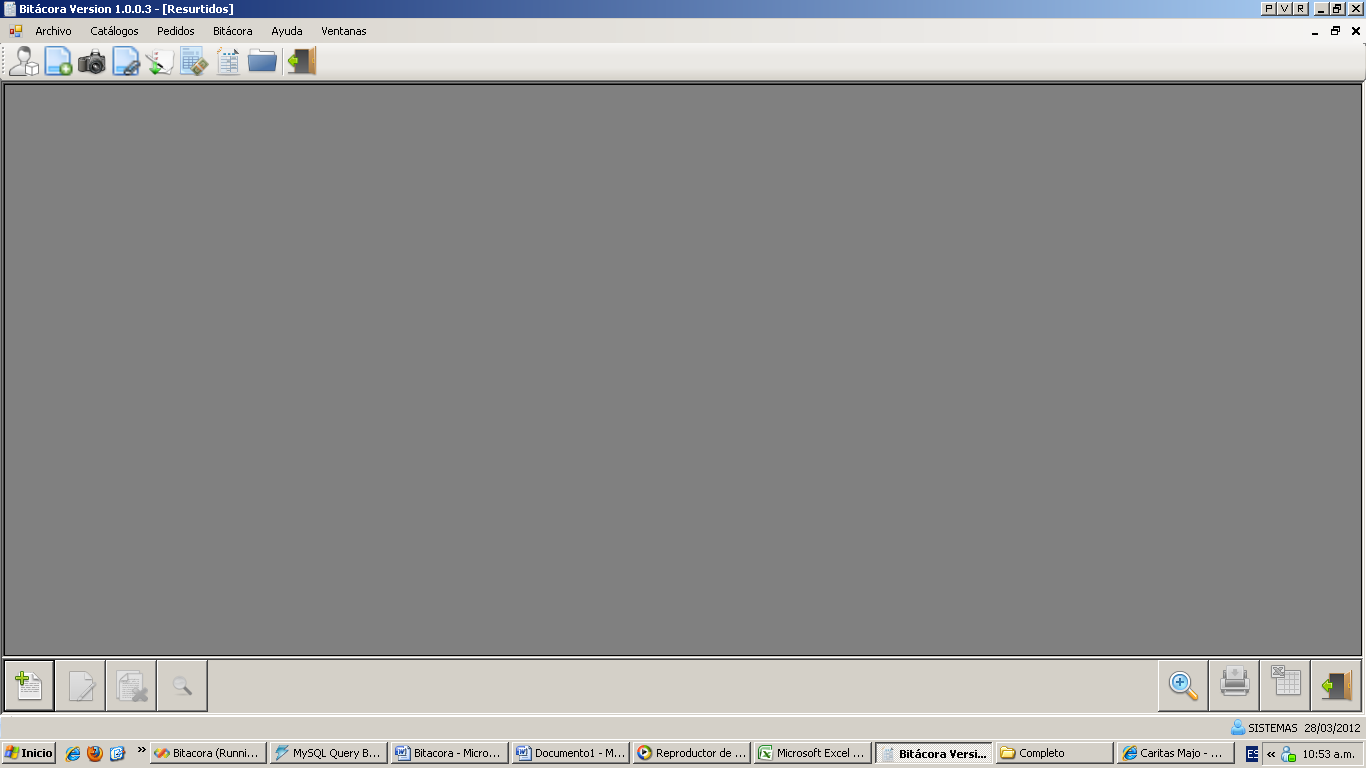 Bitácora Version 1.0.0.3 - [Resurtidos]
P V R
Archivo Catálogos Pedidos Bitácora Ayuda Ventanas
SISTEMAS 28/03/2012
Inicio » Bitacora (Runni... MySQL Query B... Bitacora - Micro... Documento1 - M... Reproductor de ... Microsoft Excel ... Bitácora Versi... Completo Caritas Majo - ... ES « 10:53 a.m.